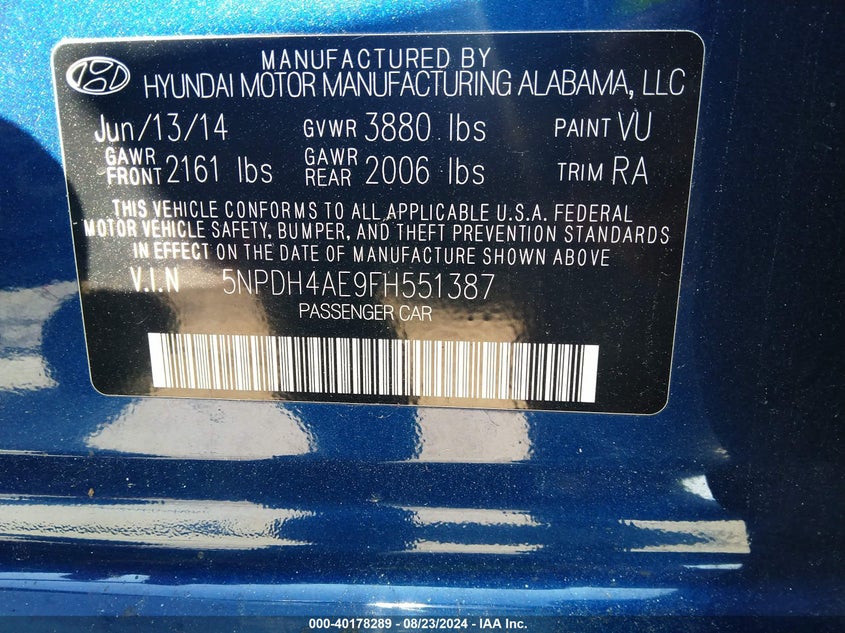 MANUFACTURED BY
HYUNDAI MOTOR MANUFACTURING ALABAMA, LLC
Jun/13/14 GVWR 3880 lbs PAINT VU
GAWR FRONT 2161 lbs GAWR REAR 2006 lbs TRIM RA
THIS VEHICLE CONFORMS TO ALL APPLICABLE U.S.A. FEDERAL
MOTOR VEHICLE SAFETY, BUMPER, AND THEFT PREVENTION STANDARDS
IN EFFECT ON THE DATE OF MANUFACTURE SHOWN ABOVE
V.I.N 5NPDH4AE9FH551387
PASSENGER CAR
000-40178289 - 08/23/2024 - IAA Inc.